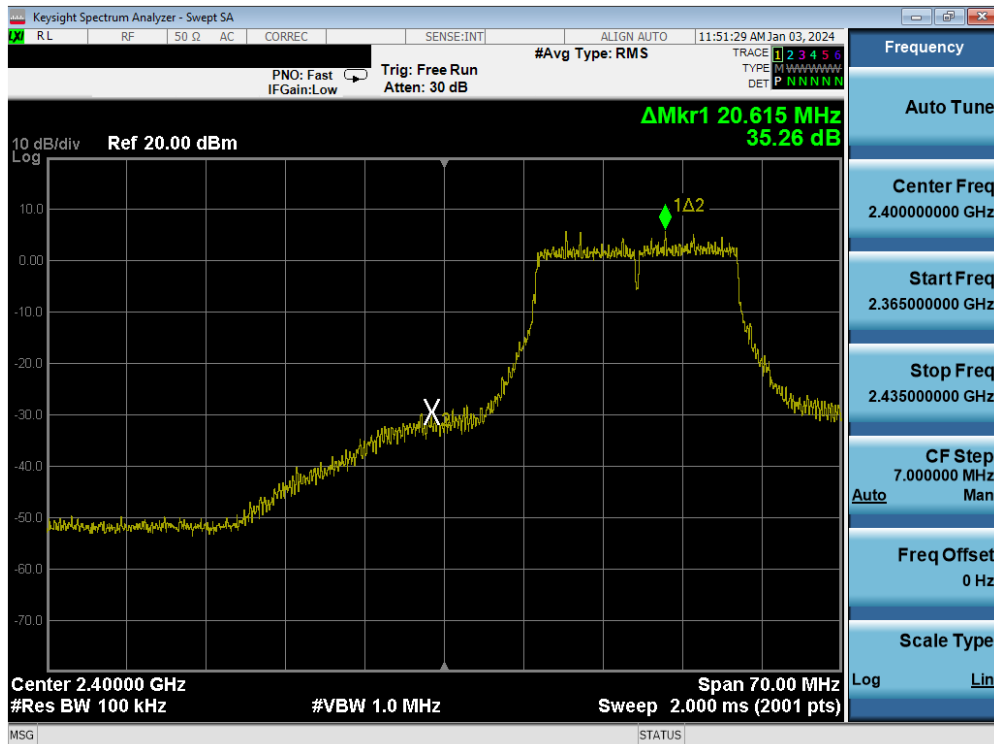 Keysight Spectrum Analyzer - Swept SA
LXI RL RF 50 Ω AC CORREC SENSE:INT ALIGN AUTO 11:51:29 AM Jan 03, 2024
#Avg Type: RMS
TRACE 1 2 3 4 5 6
TYPE M W W W W W
DET P N N N N N
PNO: Fast
IFGain:Low
Trig: Free Run
Atten: 30 dB
ΔMkr1 20.615 MHz
35.26 dB
10 dB/div
Log
Ref 20.00 dBm
10.0
0.00
-10.0
-20.0
-30.0
-40.0
-50.0
-60.0
-70.0
1Δ2
X
Center 2.40000 GHz
Span 70.00 MHz
#Res BW 100 kHz
#VBW 1.0 MHz
Sweep 2.000 ms (2001 pts)
MSG
STATUS
Frequency
Auto Tune
Center Freq
2.400000000 GHz
Start Freq
2.365000000 GHz
Stop Freq
2.435000000 GHz
CF Step
7.000000 MHz
Auto Man
Freq Offset
0 Hz
Scale Type
Log Lin